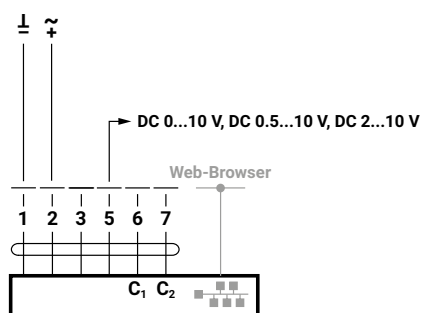 ⊥ ~
– +
DC 0...10 V, DC 0.5...10 V, DC 2...10 V
Web-Browser
1 2 3 5 6 7
C₁ C₂